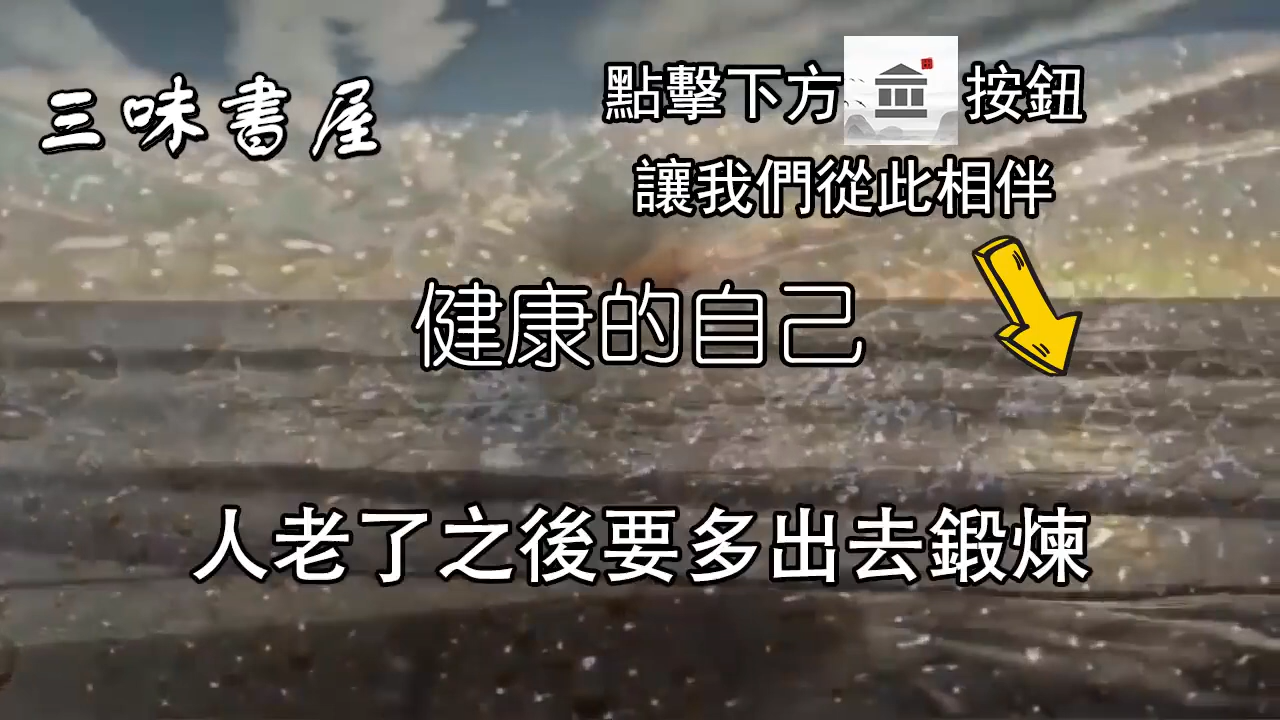 三味書屋
點擊下方 按鈕
讓我們從此相伴
健康的自己
人老了之後要多出去鍛煉